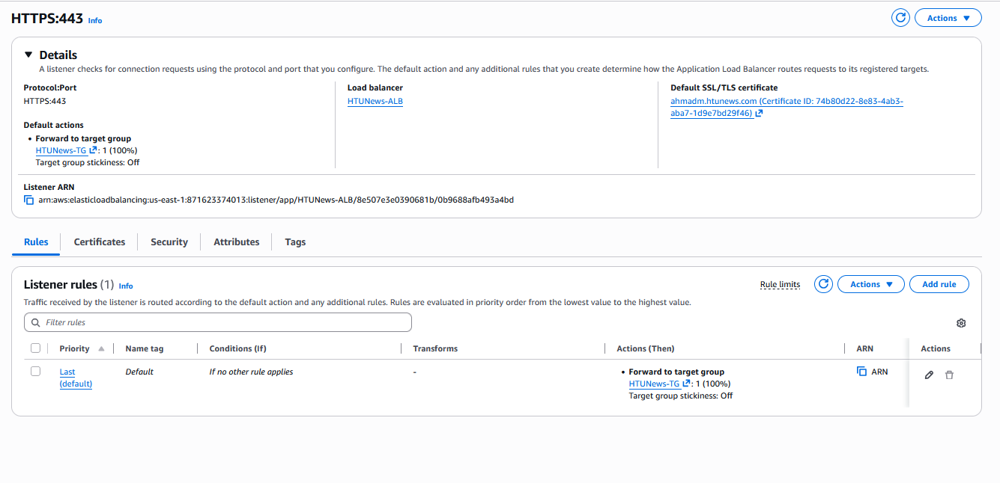 HTTPS:443 Info
Actions
Details
A listener checks for connection requests using the protocol and port that you configure. The default action and any additional rules that you create determine how the Application Load Balancer routes requests to its registered targets.
Protocol:Port
HTTPS:443
Load balancer
HTUNews-ALB
Default SSL/TLS certificate
ahmadm.htunews.com (Certificate ID: 74b80d22-8e83-4ab3-
aba7-1d9e7bd29f46)
Default actions
• Forward to target group
HTUNews-TG : 1 (100%)
Target group stickiness: Off
Listener ARN
arn:aws:elasticloadbalancing:us-east-1:871623374013:listener/app/HTUNews-ALB/8e507e3e0390681b/0b9688afb493a4bd
Rules Certificates Security Attributes Tags
Listener rules (1) Info
Rule limits Actions Add rule
Traffic received by the listener is routed according to the default action and any additional rules. Rules are evaluated in priority order from the lowest value to the highest value.
Filter rules
Priority Name tag Conditions (If) Transforms Actions (Then) ARN Actions
Last Default If no other rule applies - • Forward to target group ARN
(default) HTUNews-TG : 1 (100%)
Target group stickiness: Off